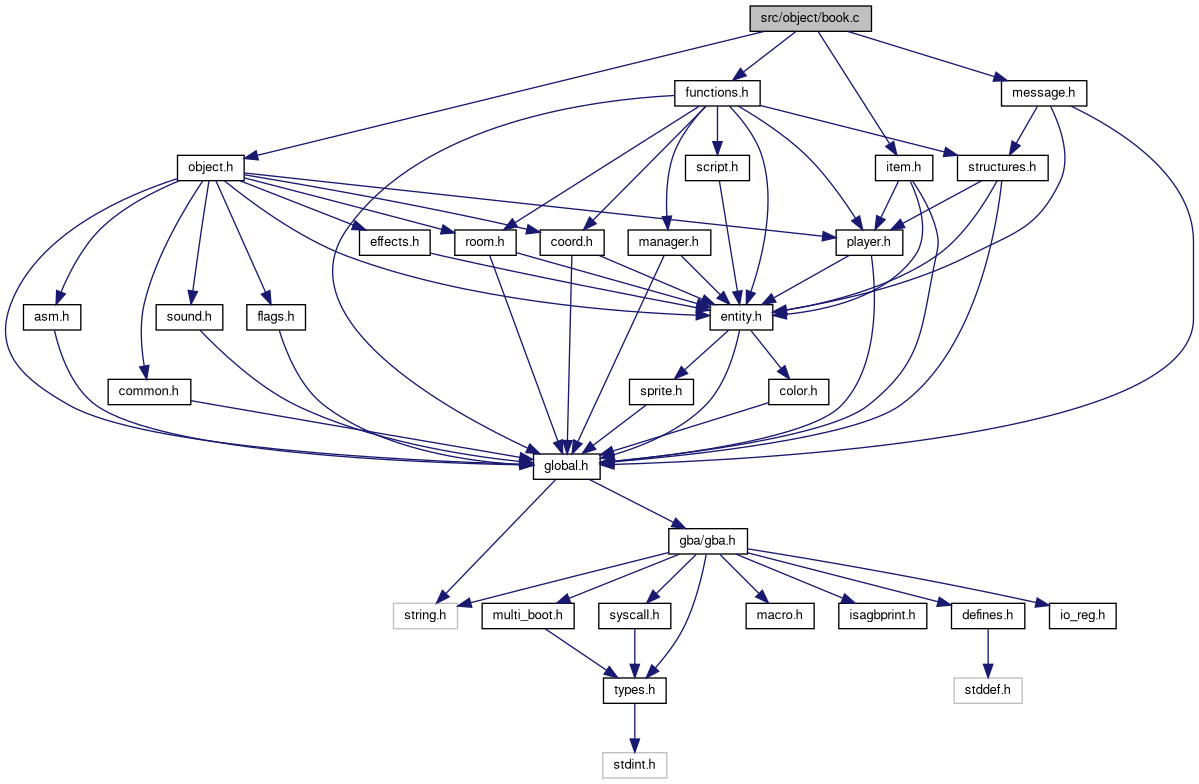 src/object/book.c
functions.h
message.h
object.h
script.h
item.h
structures.h
effects.h
room.h
coord.h
manager.h
player.h
asm.h
sound.h
flags.h
entity.h
common.h
sprite.h
color.h
global.h
gba/gba.h
string.h
multi_boot.h
syscall.h
macro.h
isagbprint.h
defines.h
io_reg.h
types.h
stddef.h
stdint.h